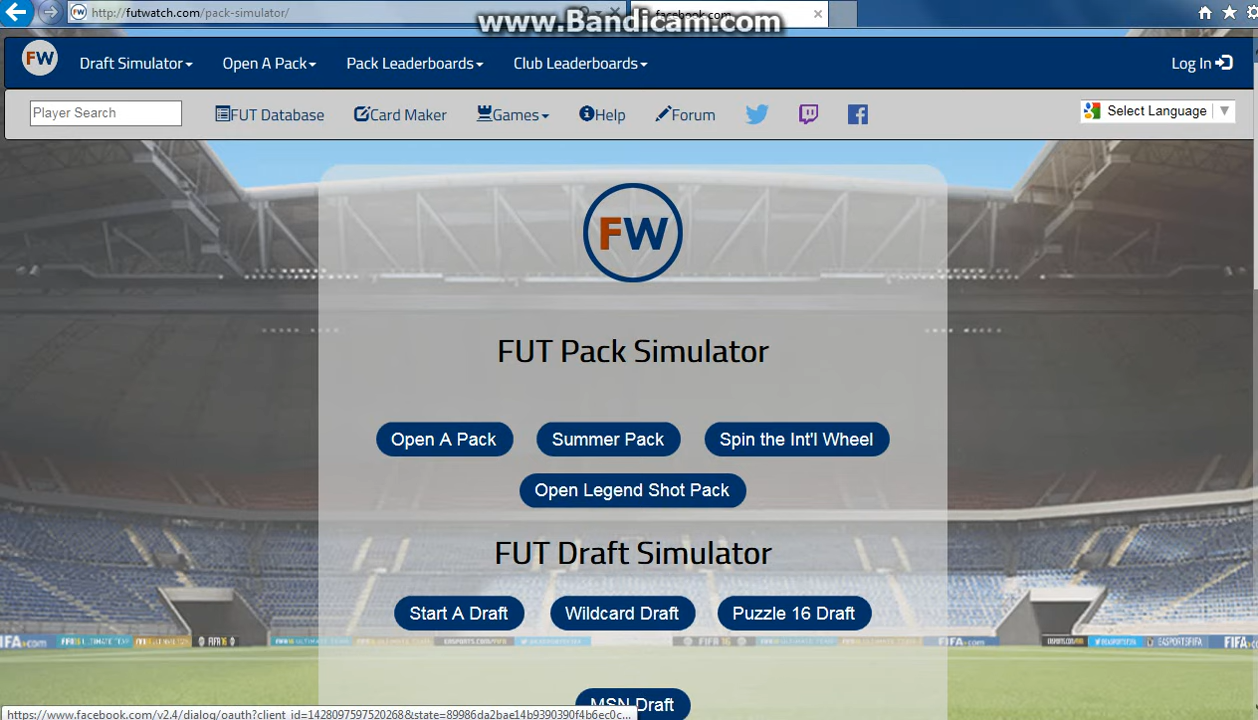 http://futwatch.com/pack-simulator/
facebook.com
www.Bandicam.com
FW
Draft Simulator
Open A Pack
Pack Leaderboards
Club Leaderboards
Log In
Player Search
FUT Database
Card Maker
Games
Help
Forum
Select Language
FW
FUT Pack Simulator
Open A Pack
Summer Pack
Spin the Int'l Wheel
Open Legend Shot Pack
FUT Draft Simulator
Start A Draft
Wildcard Draft
Puzzle 16 Draft
MSN Draft